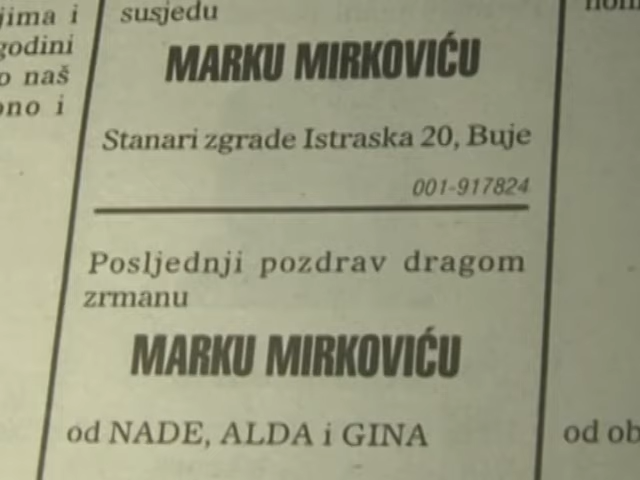 jima i
godini
o naš
ono i
susjedu
MARKU MIRKOVIĆU
Stanari zgrade Istraska 20, Buje
001-917824
Posljednji pozdrav dragom
zrmanu
MARKU MIRKOVIĆU
od NADE, ALDA i GINA
od ob